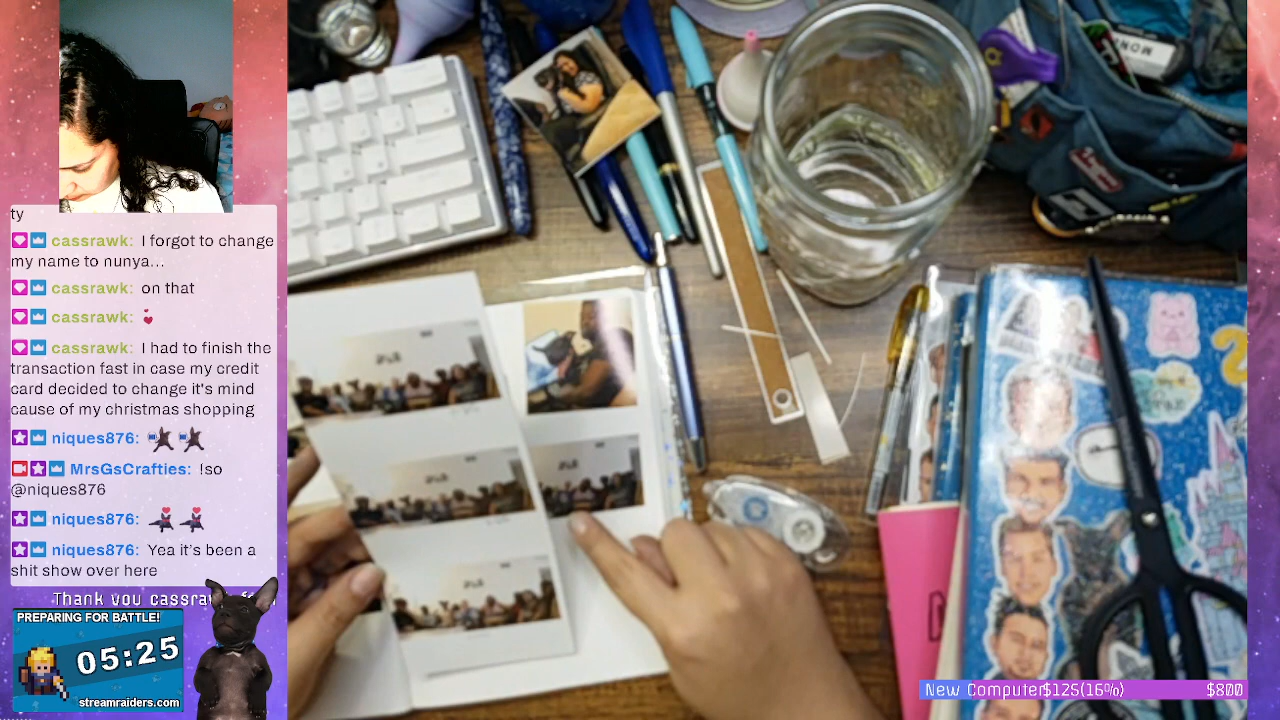 ty
cassrawk: I forgot to change
my name to nunya...
cassrawk: on that
cassrawk:
cassrawk: I had to finish the
transaction fast in case my credit
card decided to change it's mind
cause of my christmas shopping
niques876:
MrsGsCrafties: !so
@niques876
niques876:
niques876: Yea it's been a
shit show over here
Thank you cassra
PREPARING FOR BATTLE!
05:25
streamraiders.com
New Computer $125(16%) $800